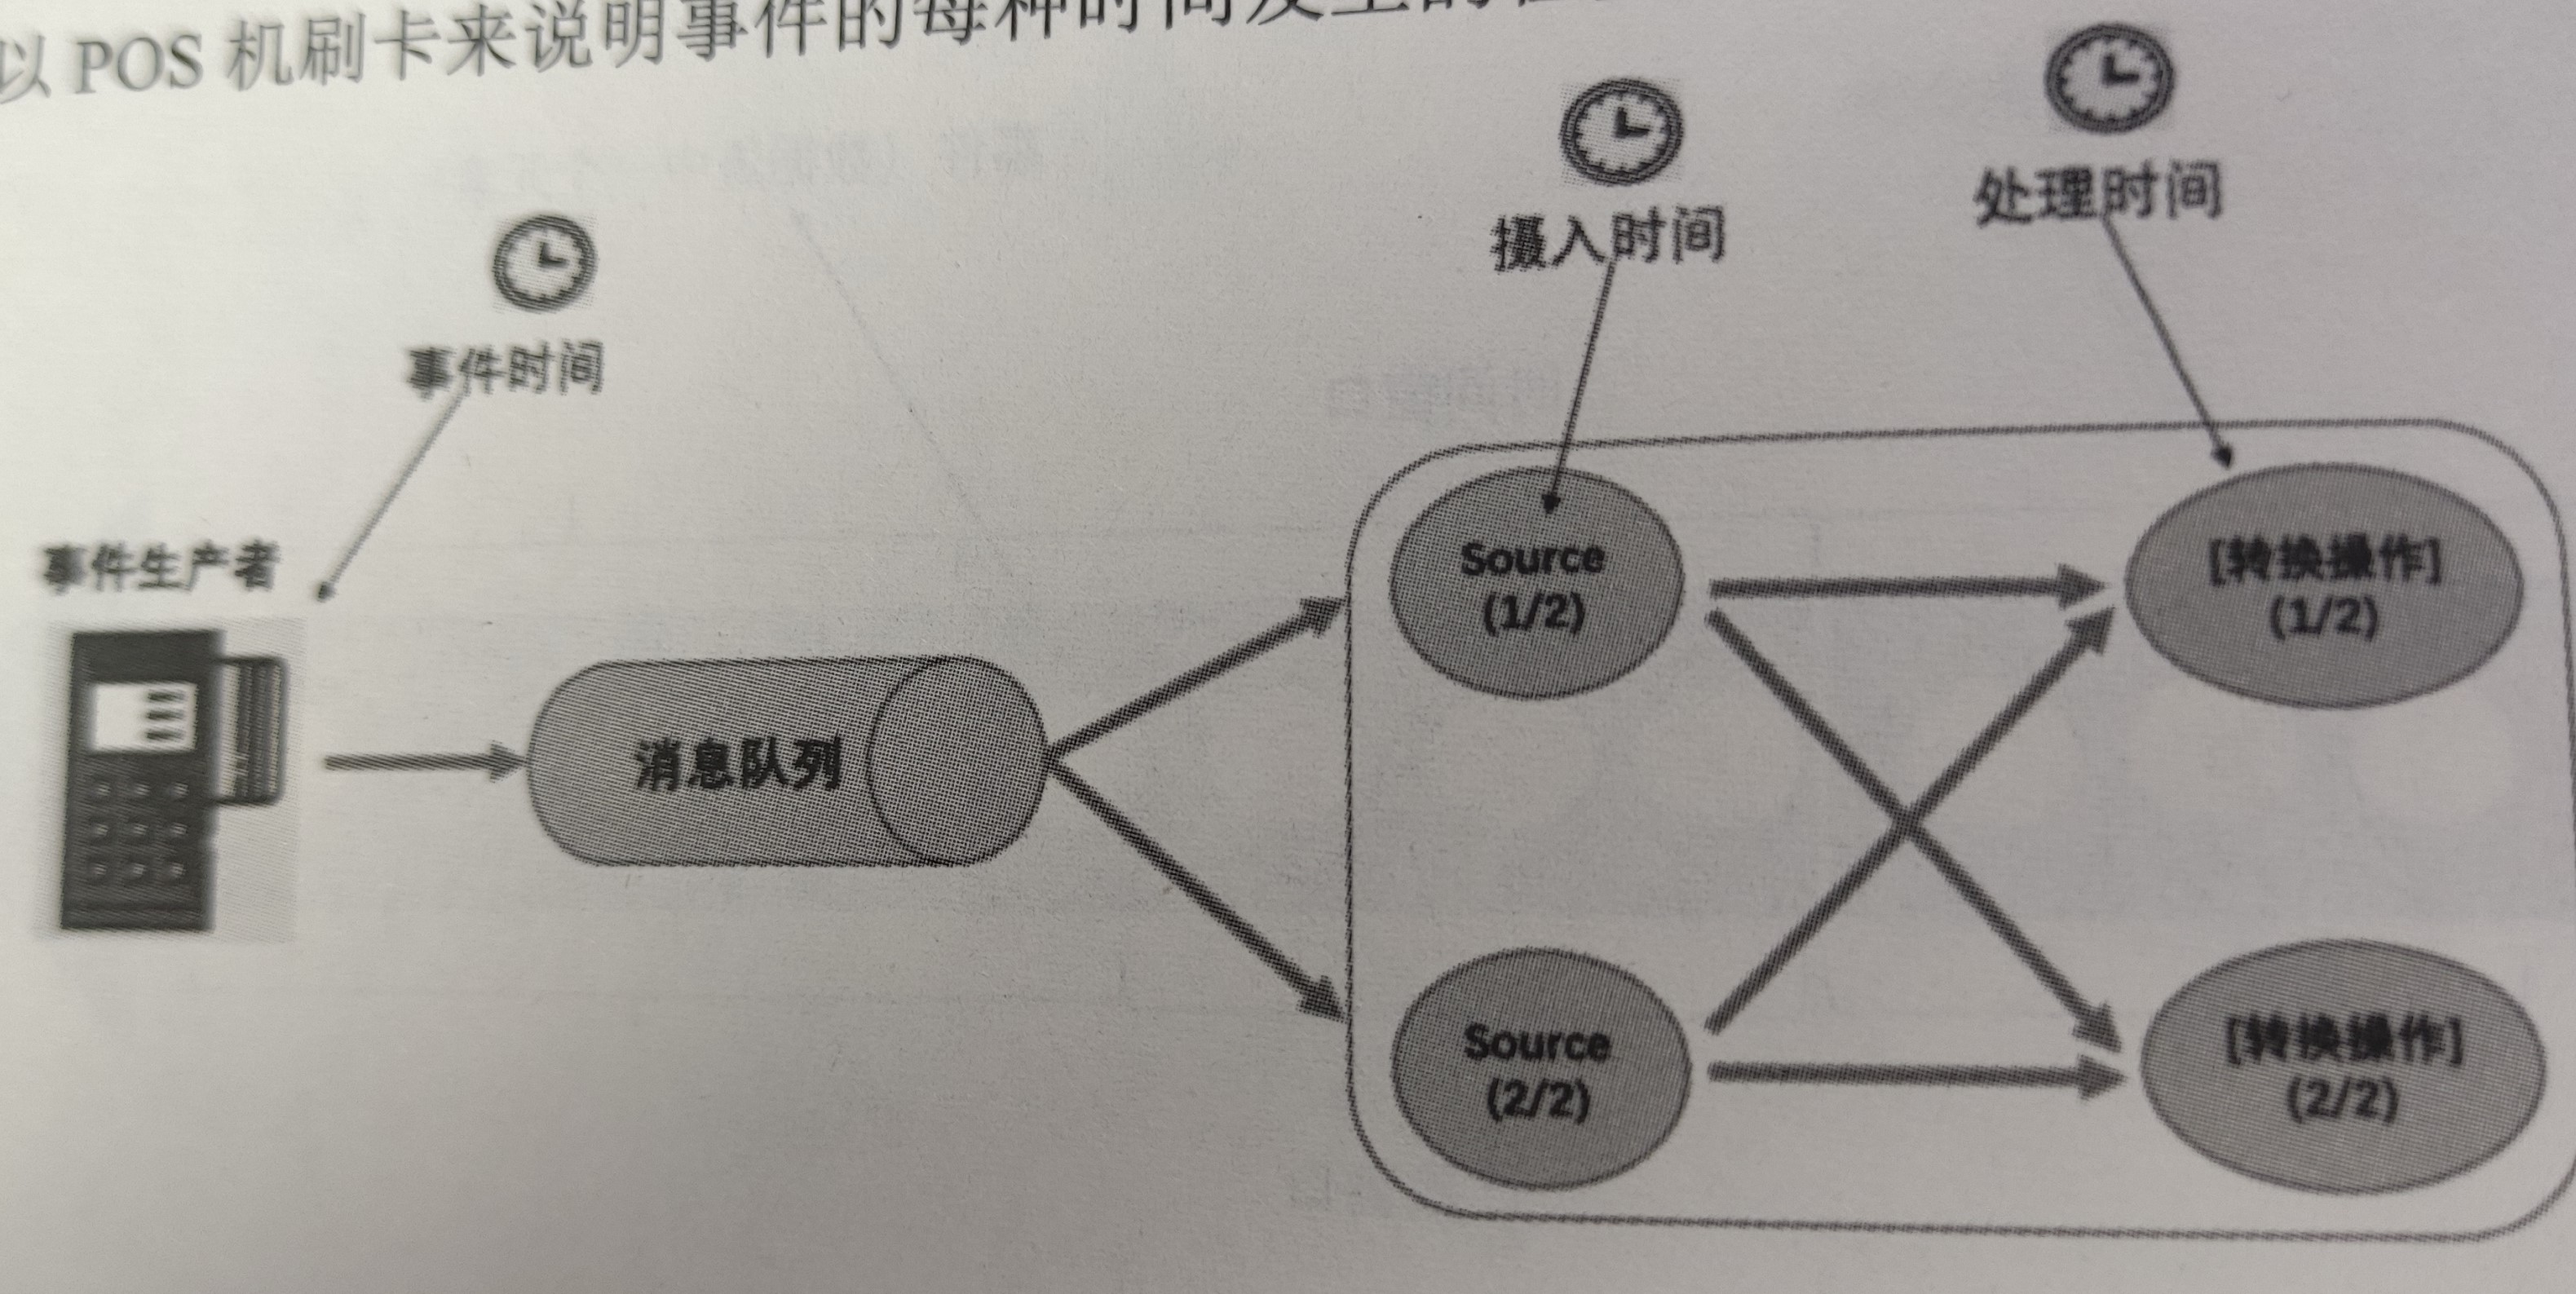 以 POS 机刷卡来说明事件的每种时间发生的
事件时间
摄入时间
处理时间
事件生产者
消息队列
Source
(1/2)
[转换操作]
(1/2)
Source
(2/2)
[转换操作]
(2/2)